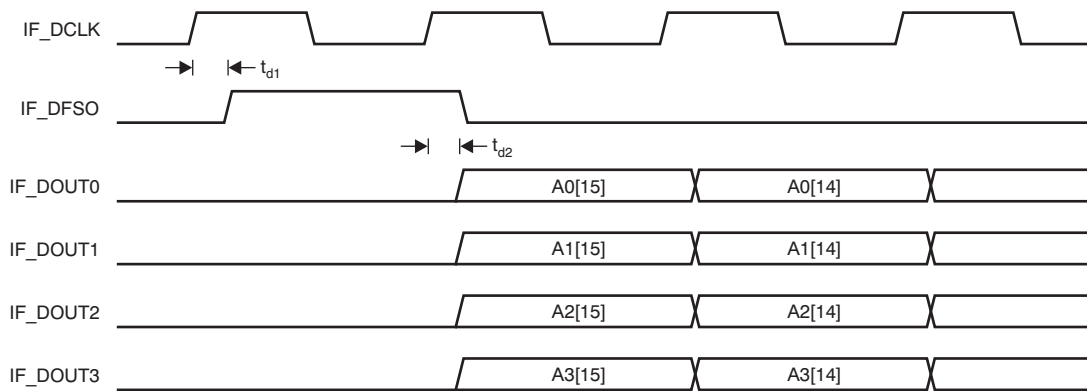 IF_DCLK
t_d1
IF_DFSO
t_d2
IF_DOUT0 A0[15] A0[14]
IF_DOUT1 A1[15] A1[14]
IF_DOUT2 A2[15] A2[14]
IF_DOUT3 A3[15] A3[14]